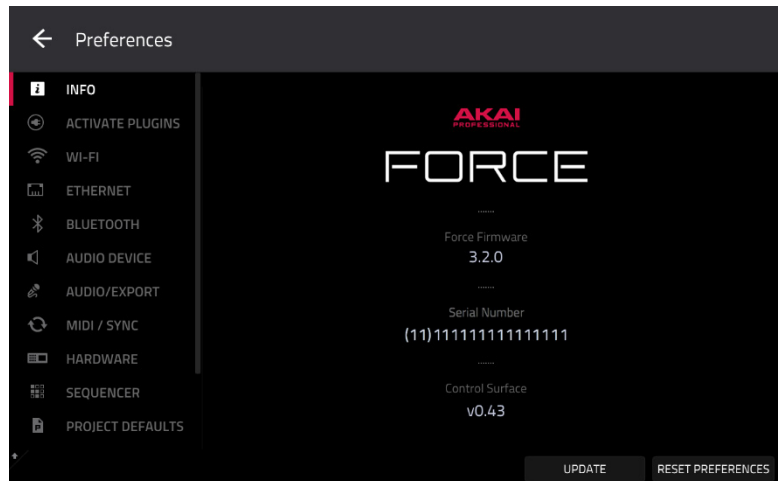 Preferences
INFO
ACTIVATE PLUGINS
WI-FI
ETHERNET
BLUETOOTH
AUDIO DEVICE
AUDIO/EXPORT
MIDI / SYNC
HARDWARE
SEQUENCER
PROJECT DEFAULTS
AKAI
PROFESSIONAL
FORCE
Force Firmware
3.2.0
Serial Number
(11)111111111111111
Control Surface
v0.43
UPDATE
RESET PREFERENCES